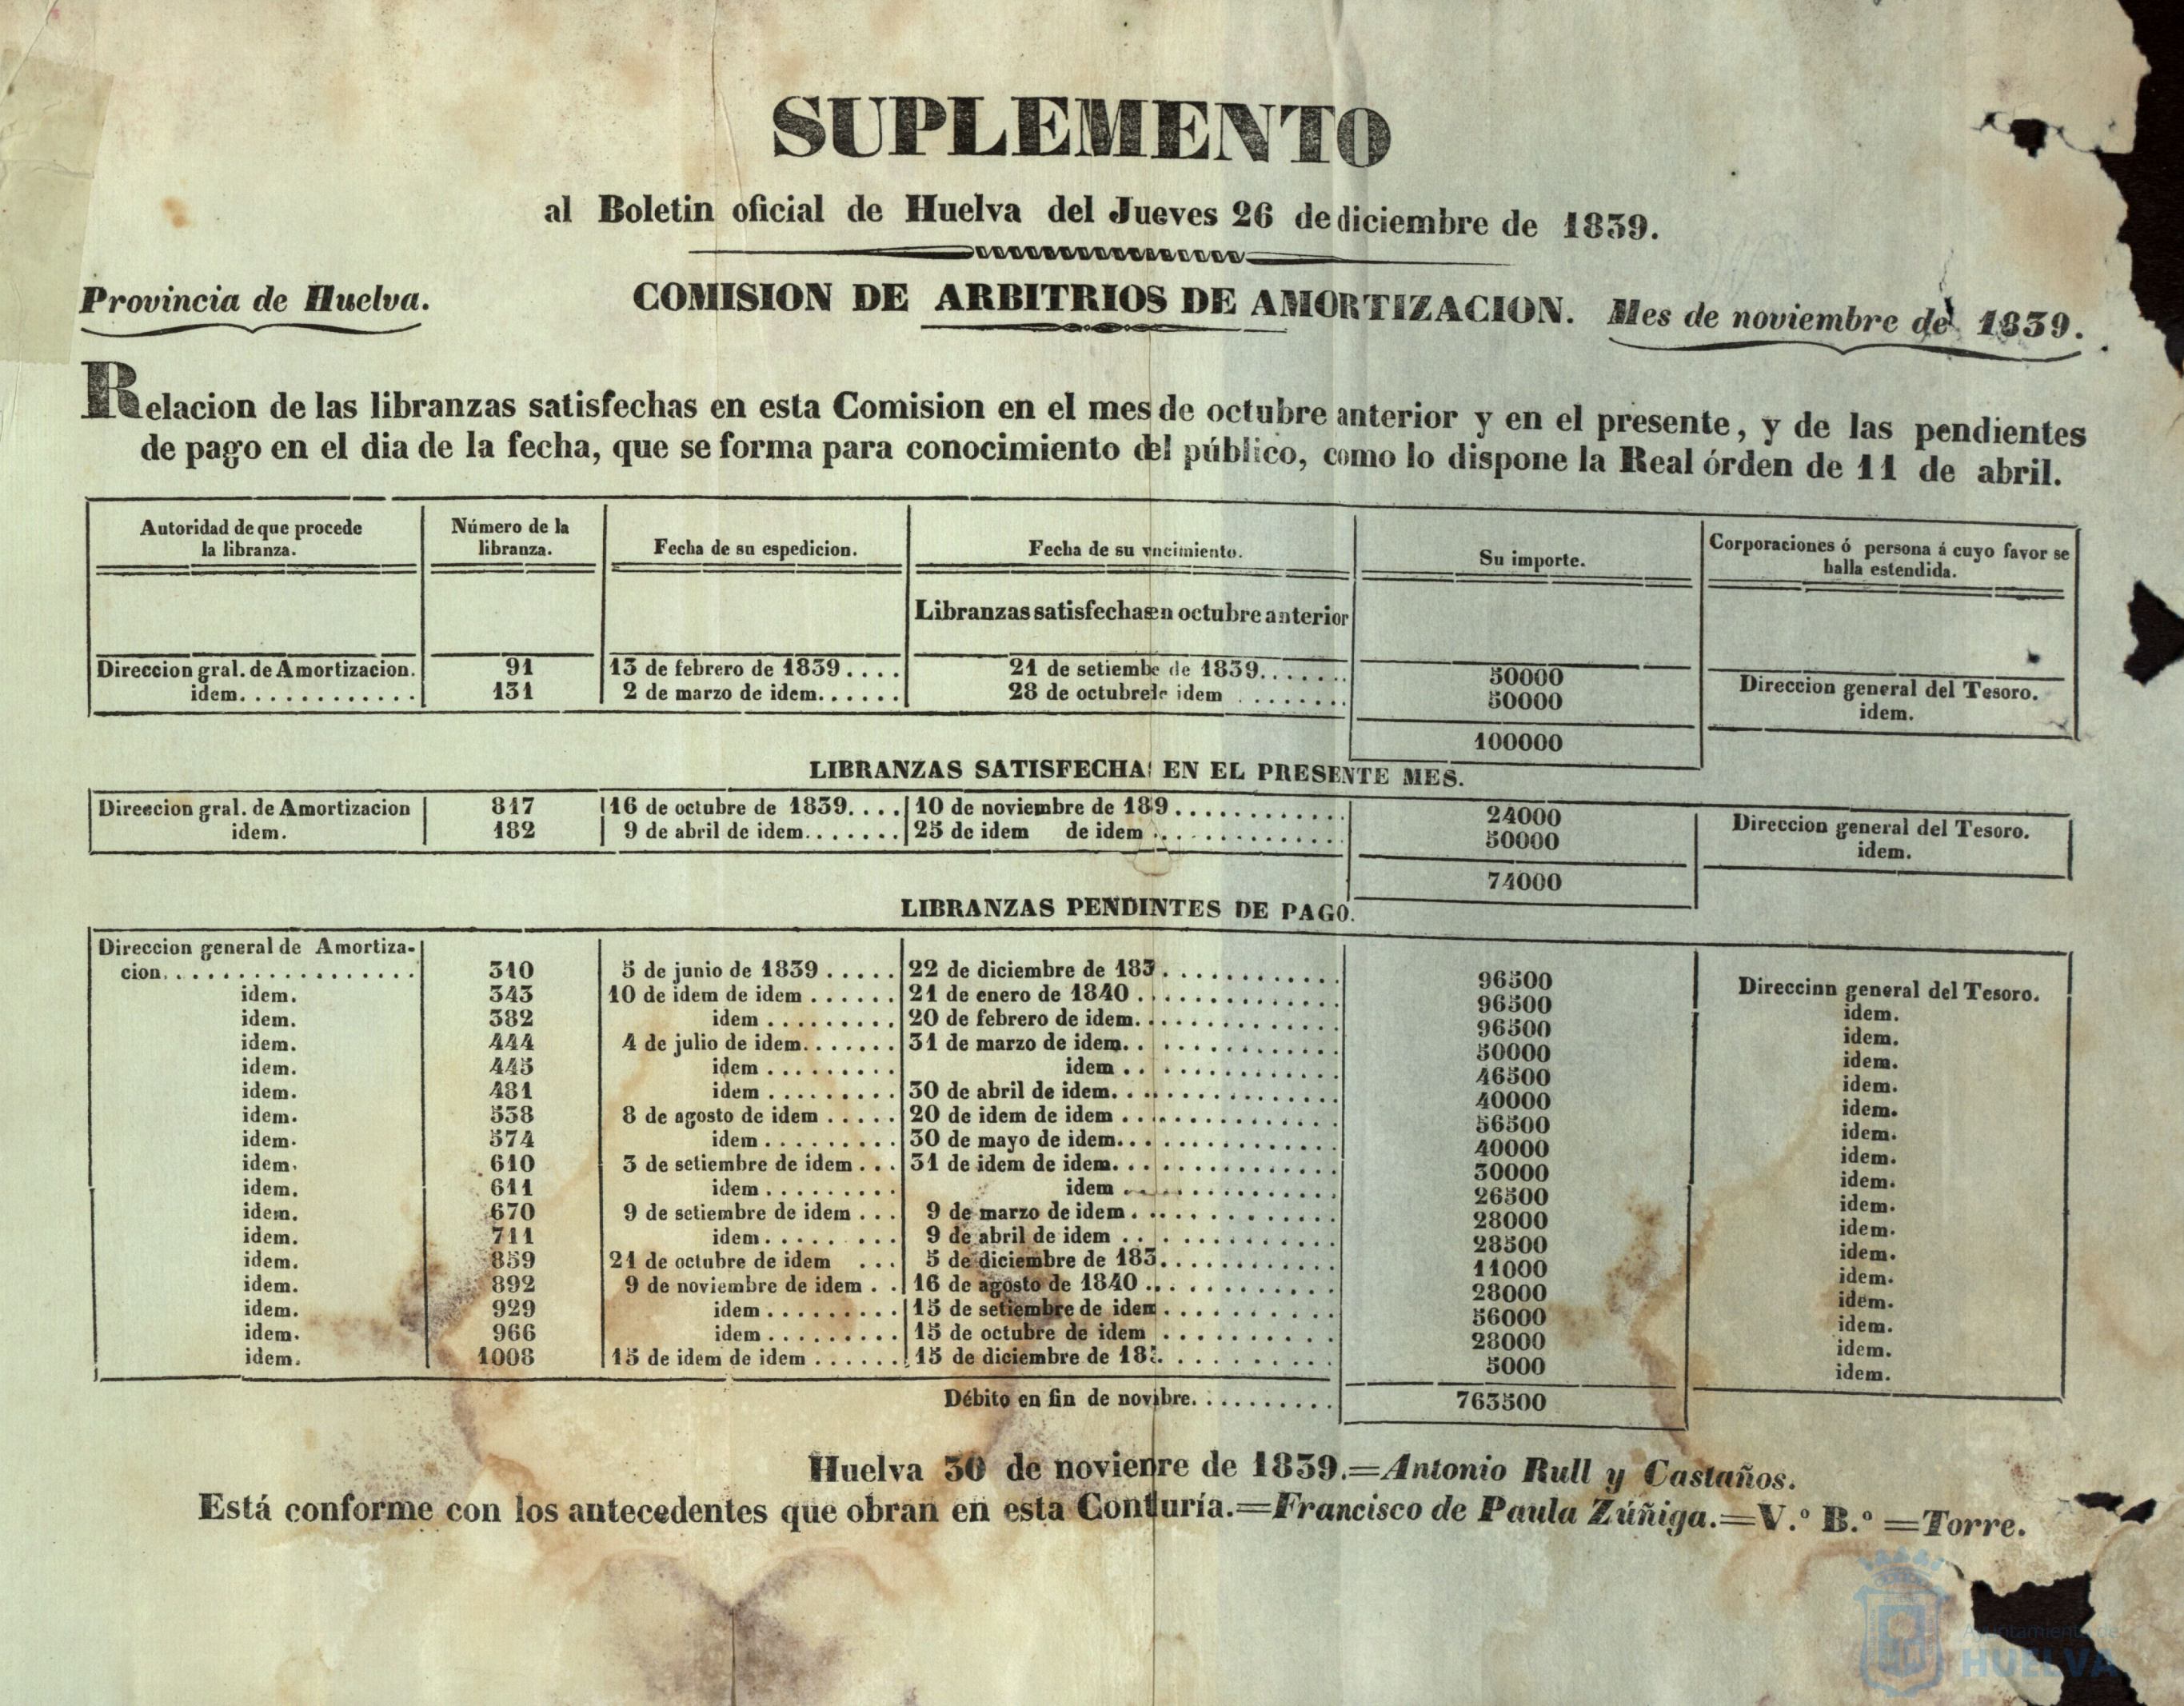 SUPLEMENTO
al Boletin oficial de Huelva del Jueves 26 de diciembre de 1839.
Provincia de Huelva. COMISION DE ARBITRIOS DE AMORTIZACION. Mes de noviembre de 1839.
Relacion de las libranzas satisfechas en esta Comision en el mes de octubre anterior y en el presente, y de las pendientes
de pago en el dia de la fecha, que se forma para conocimiento del público, como lo dispone la Real órden de 11 de abril.
Autoridad de que procede la libranza. Número de la libranza. Fecha de su espedicion. Fecha de su vncimiento. Su importe. Corporaciones ó persona á cuyo favor se halla estendida.
Libranzas satisfechas en octubre anterior
Direccion gral. de Amortizacion. 91 13 de febrero de 1839.... 21 de setiembe de 1839....... 50000 Direccion general del Tesoro.
idem............ 131 2 de marzo de idem...... 28 de octubre idem ....... 50000 idem.
100000
LIBRANZAS SATISFECHA EN EL PRESENTE MES.
Direecion gral. de Amortizacion 817 16 de octubre de 1839.... 10 de noviembre de 189............ 24000 Direccion general del Tesoro.
idem. 182 9 de abril de idem....... 25 de idem de idem ............ 50000 idem.
74000
LIBRANZAS PENDINTES DE PAGO.
Direccion general de Amortiza-
cion................. 310 5 de junio de 1839..... 22 de diciembre de 183............ 96500 Direccinn general del Tesoro.
idem. 343 10 de idem de idem...... 21 de enero de 1840............. 96500 idem.
idem. 382 idem......... 20 de febrero de idem............. 96500 idem.
idem. 444 4 de julio de idem....... 31 de marzo de idem............. 50000 idem.
idem. 445 idem......... idem............. 46500 idem.
idem. 481 idem......... 30 de abril de idem.............. 40000 idem.
idem. 538 8 de agosto de idem..... 20 de idem de idem............. 56500 idem.
idem. 574 idem......... 30 de mayo de idem............. 40000 idem.
idem. 610 3 de setiembre de idem... 31 de idem de idem............. 30000 idem.
idem. 611 idem......... idem............. 26500 idem.
idem. 670 9 de setiembre de idem... 9 de marzo de idem............ 28000 idem.
idem. 711 idem..... ... 9 de abril de idem............. 28500 idem.
idem. 859 21 de octubre de idem ... 5 de diciembre de 183........... 11000 idem.
idem. 892 9 de noviembre de idem.. 16 de agosto de 1840............ 28000 idem.
idem. 929 idem......... 15 de setiembre de idem........... 56000 idem.
idem. 966 idem......... 15 de octubre de idem .......... 28000 idem.
idem. 1008 15 de idem de idem...... 15 de diciembre de 183.......... 5000 idem.
Débito en fin de novibre.......... 763500
Huelva 30 de novienre de 1839.=Antonio Rull y Castaños.
Está conforme con los antecedentes que obran en esta Conturía.=Francisco de Paula Zúñiga.=V.º B.º =Torre.
Ayuntamiento de
HUELVA